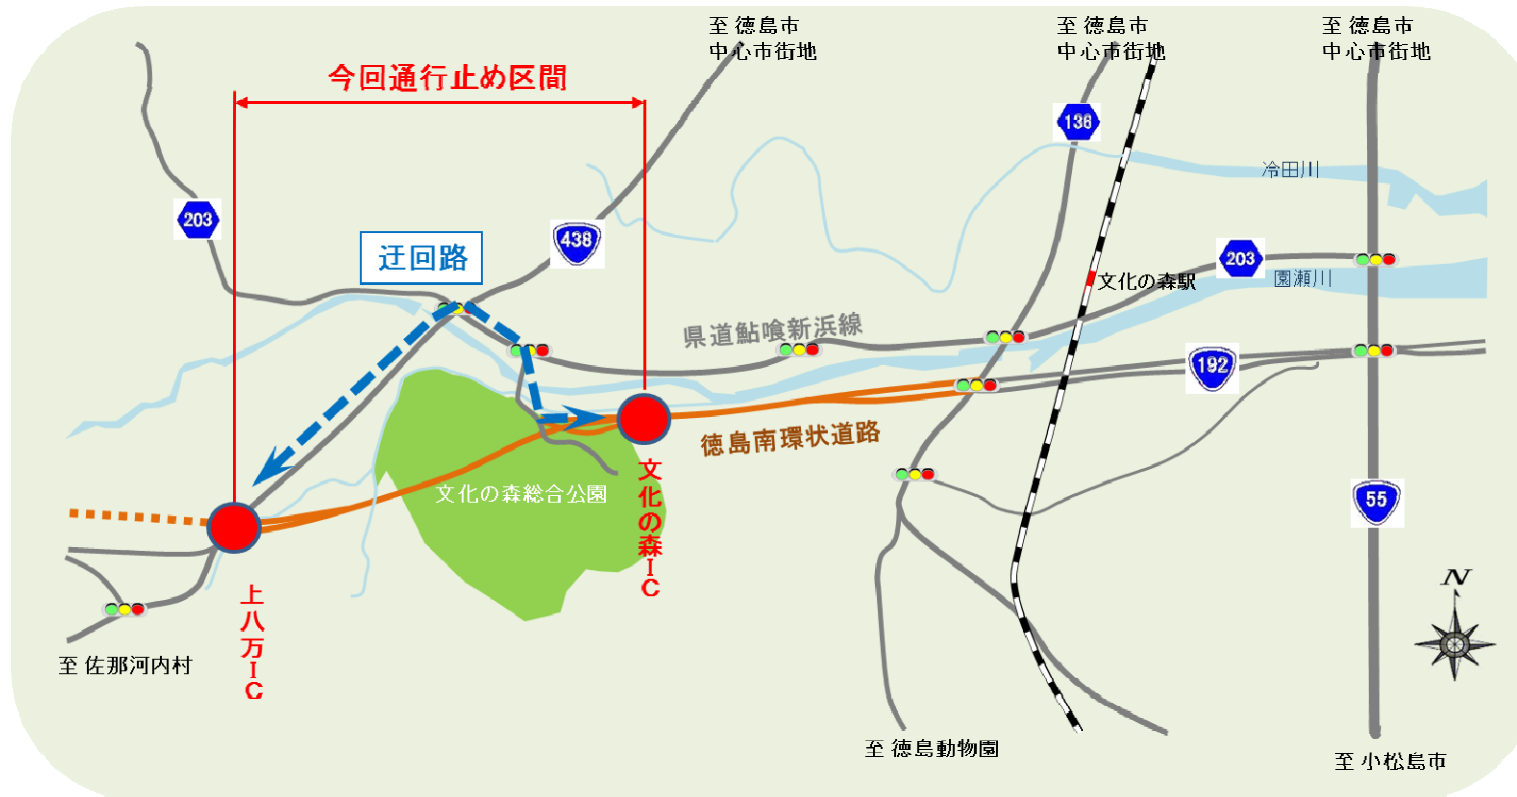 至 徳島市
中心市街地
至 徳島市
中心市街地
至 徳島市
中心市街地
今回通行止め区間
136
冷田川
203
迂回路
438
203
園瀬川
文化の森駅
県道鮎喰新浜線
192
徳島南環状道路
文化の森総合公園
文化の森IC
55
上八万IC
N
至 佐那河内村
至 徳島動物園
至 小松島市